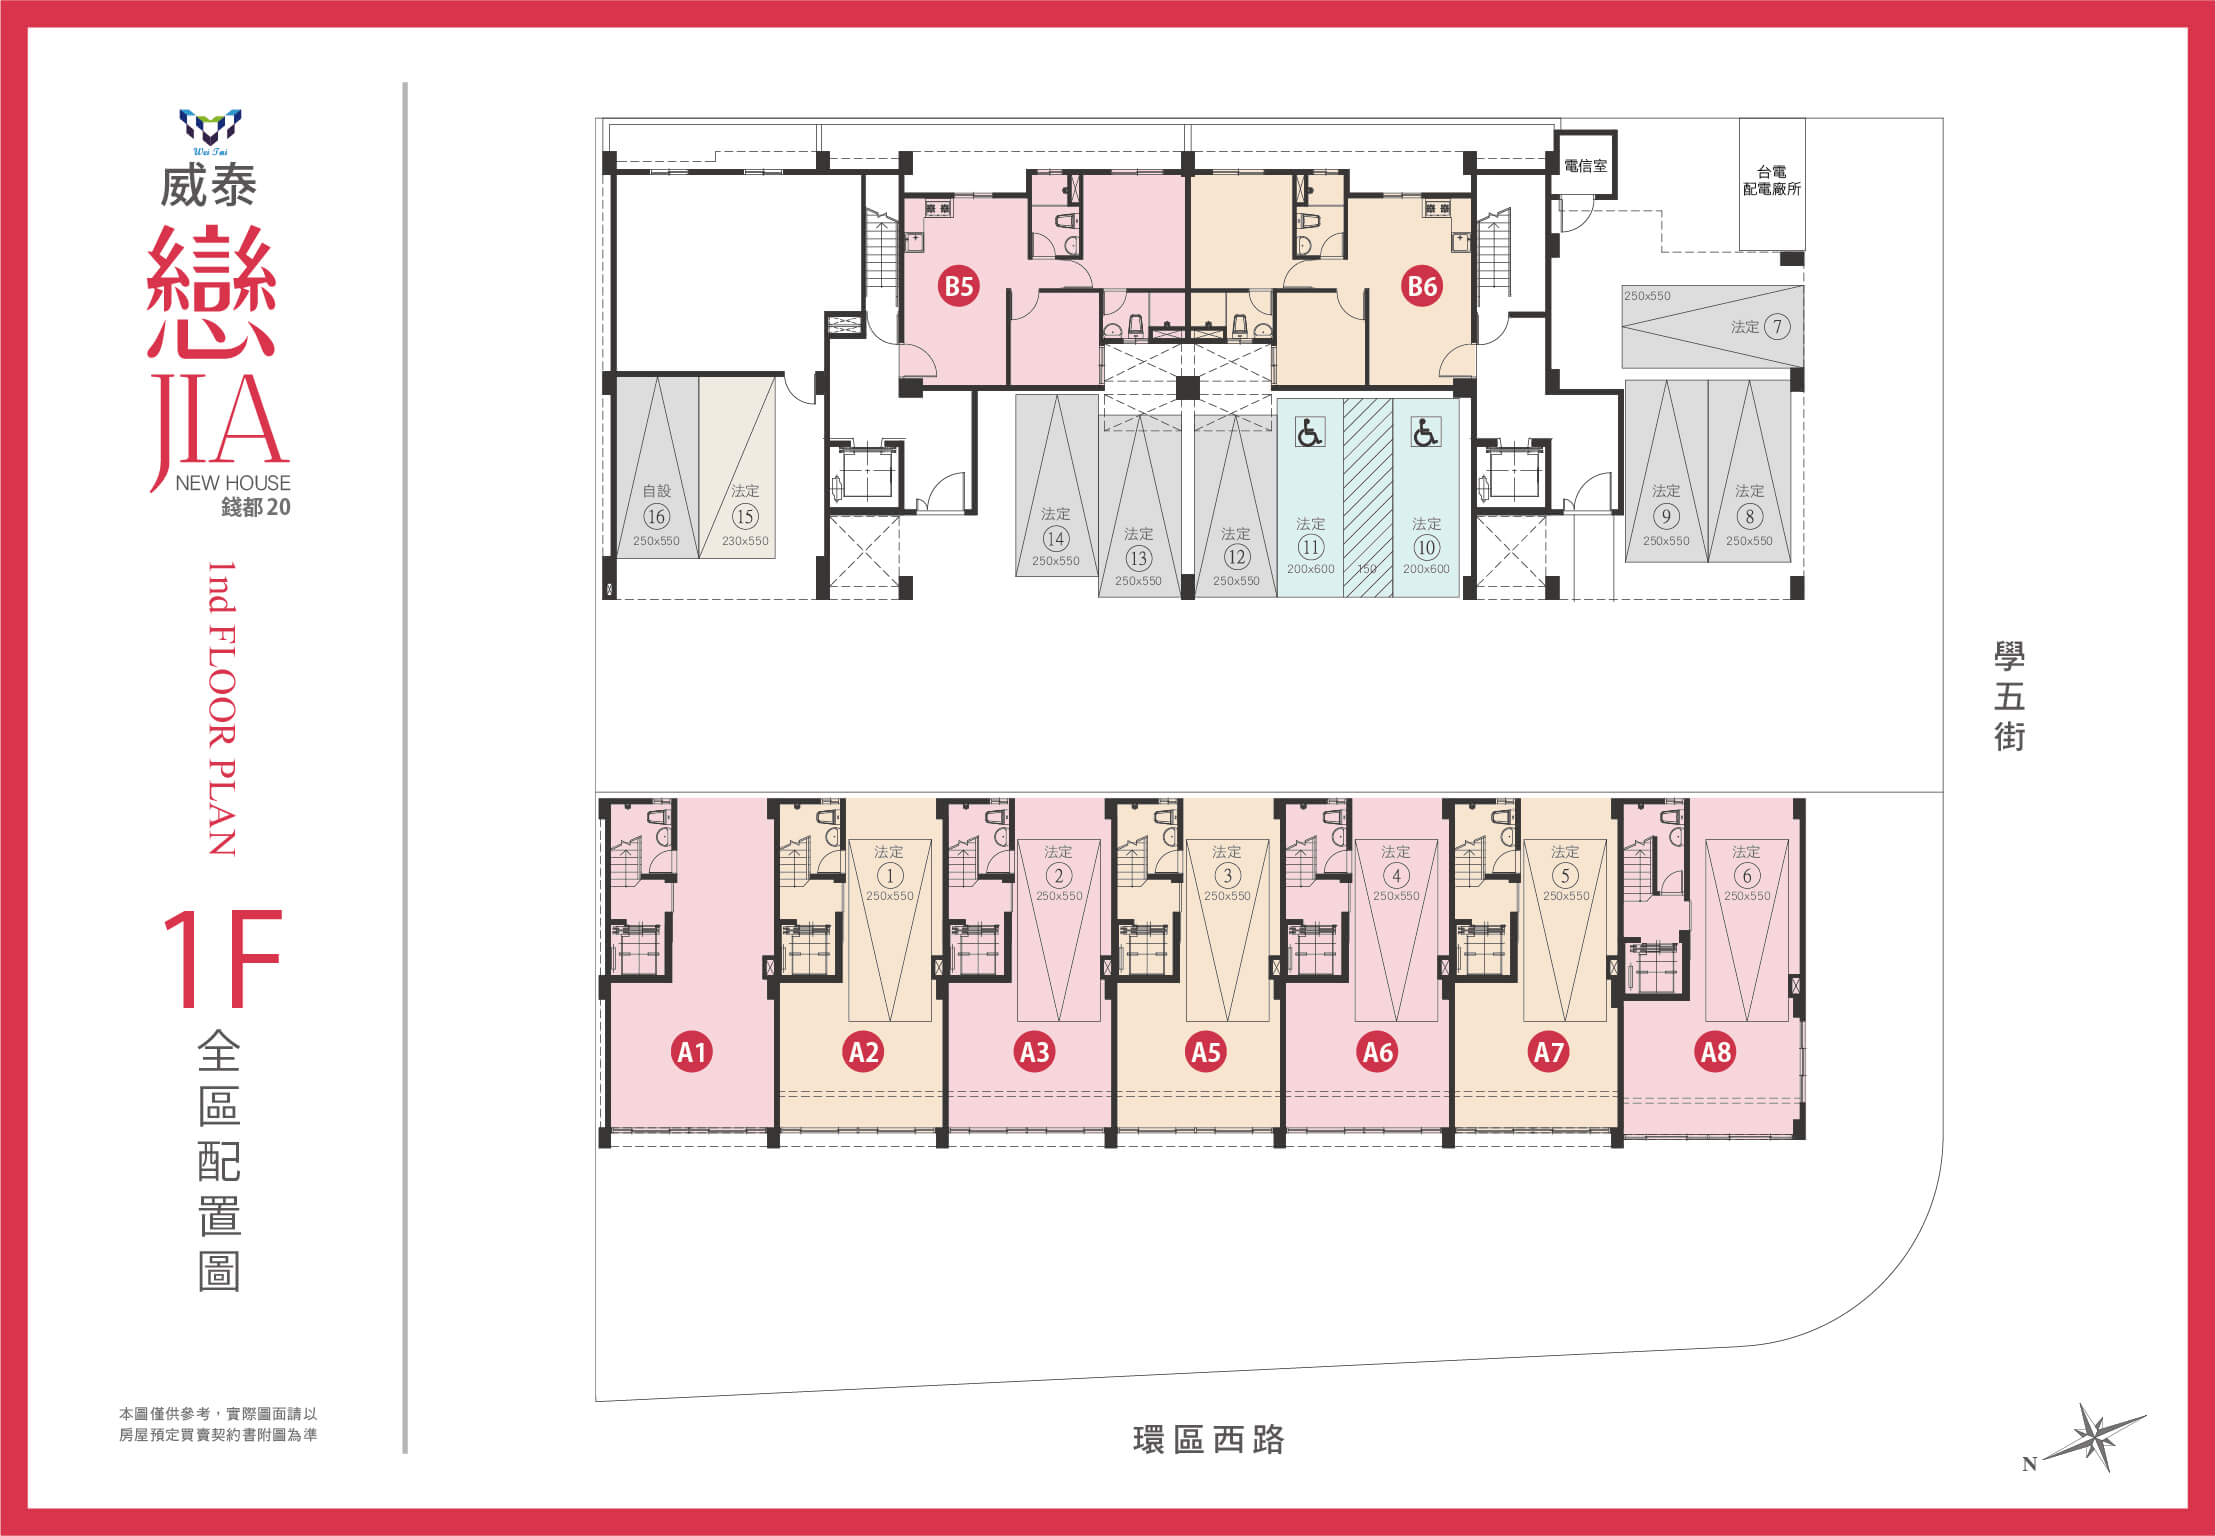 Wei Tai
威泰
戀
JIA
NEW HOUSE
錢都20
1nd FLOOR PLAN
1F
全區配置圖
本圖僅供參考，實際圖面請以
房屋預定買賣契約書附圖為準
電信室
台電
配電廠所
B5
B6
250x550
法定 7
自設
16
250x550
法定
15
230x550
法定
14
250x550
法定
13
250x550
法定
12
250x550
法定
11
200x600
150
法定
10
200x600
法定
9
250x550
法定
8
250x550
學五街
法定
1
250x550
法定
2
250x550
法定
3
250x550
法定
4
250x550
法定
5
250x550
法定
6
250x550
A1
A2
A3
A5
A6
A7
A8
環區西路
N